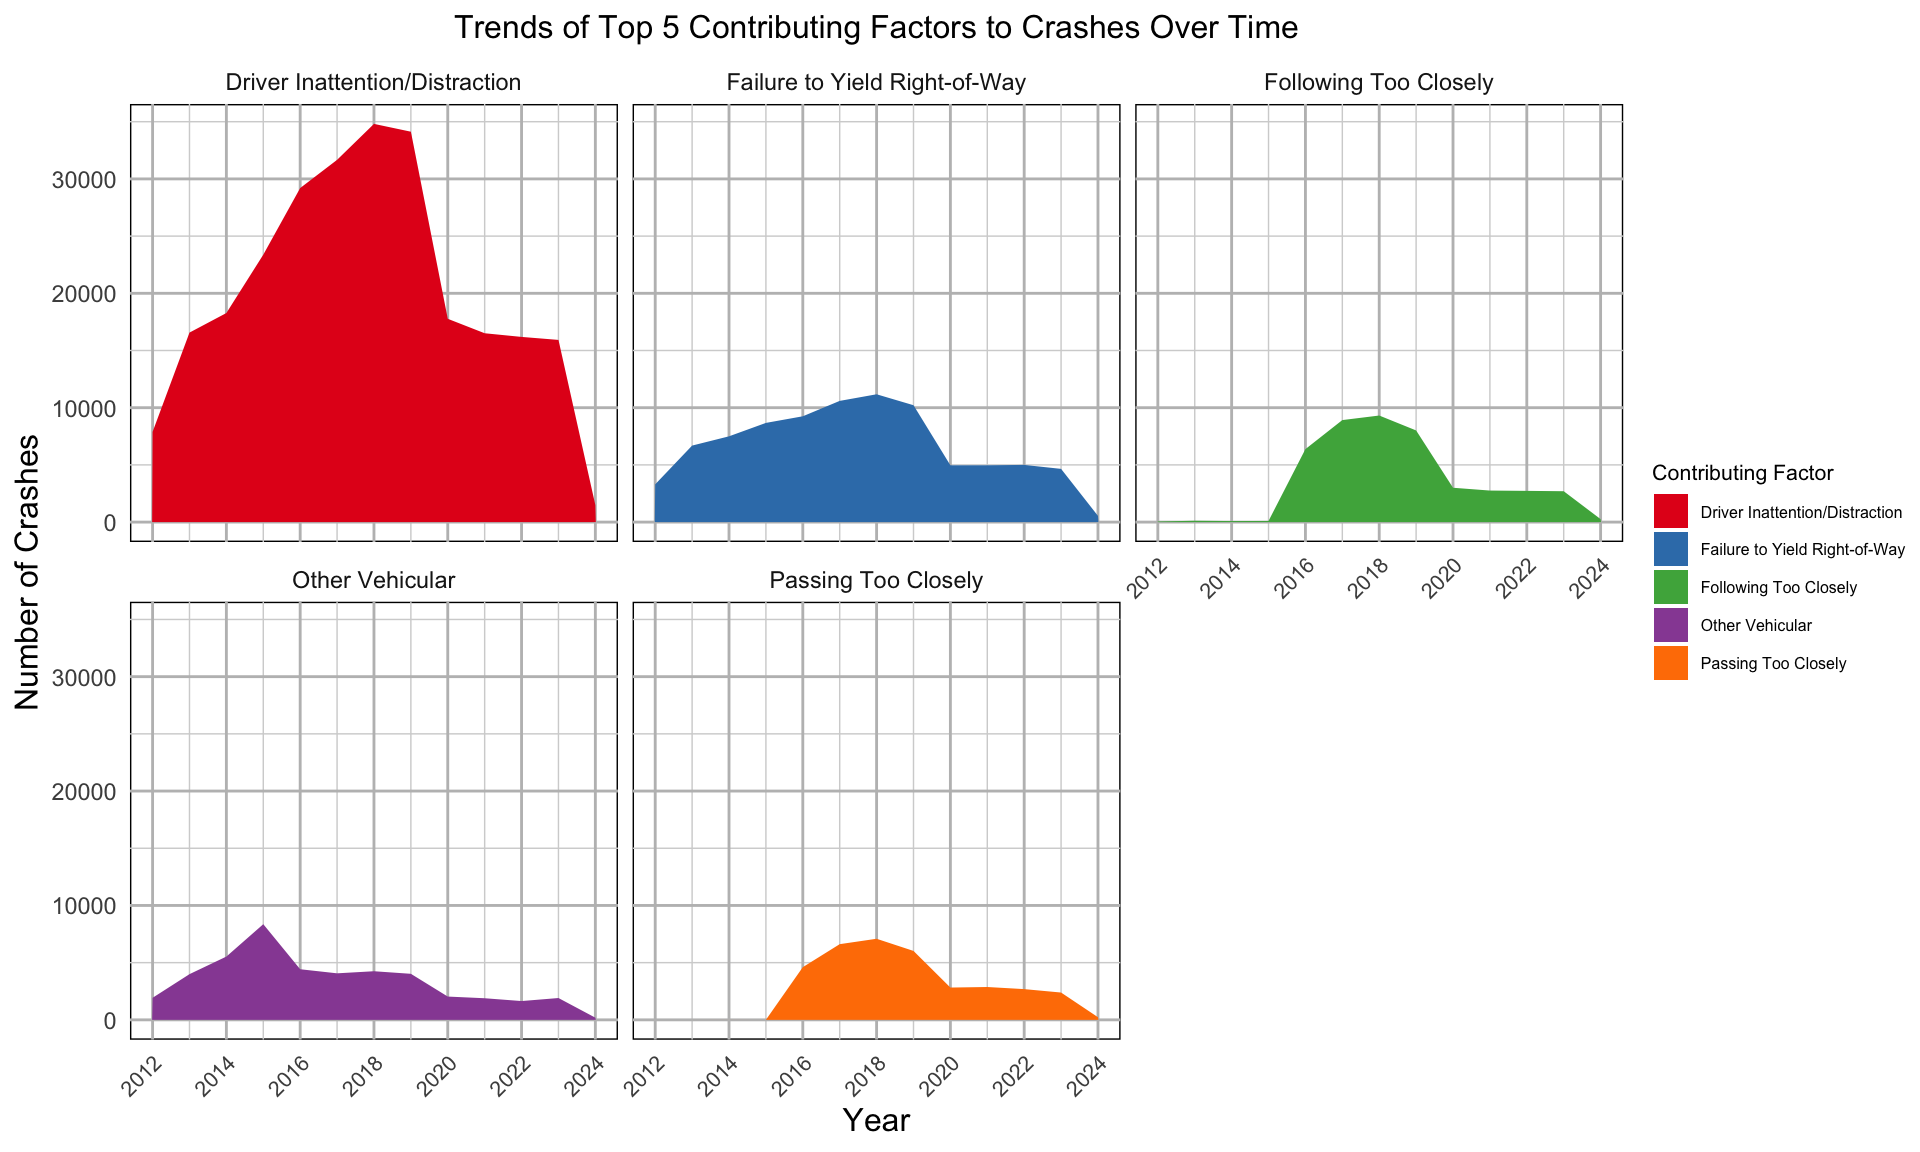 Trends of Top 5 Contributing Factors to Crashes Over Time
Driver Inattention/Distraction
Failure to Yield Right-of-Way
Following Too Closely
30000
20000
10000
0
2012 2014 2016 2018 2020 2022 2024
Other Vehicular
Passing Too Closely
30000
20000
10000
0
2012 2014 2016 2018 2020 2022 2024
2012 2014 2016 2018 2020 2022 2024
Number of Crashes
Year
Contributing Factor
Driver Inattention/Distraction
Failure to Yield Right-of-Way
Following Too Closely
Other Vehicular
Passing Too Closely